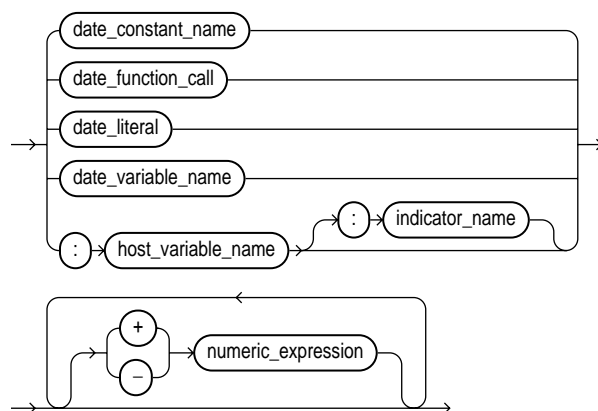 date_constant_name
date_function_call
date_literal
date_variable_name
: host_variable_name : indicator_name
+
numeric_expression
–